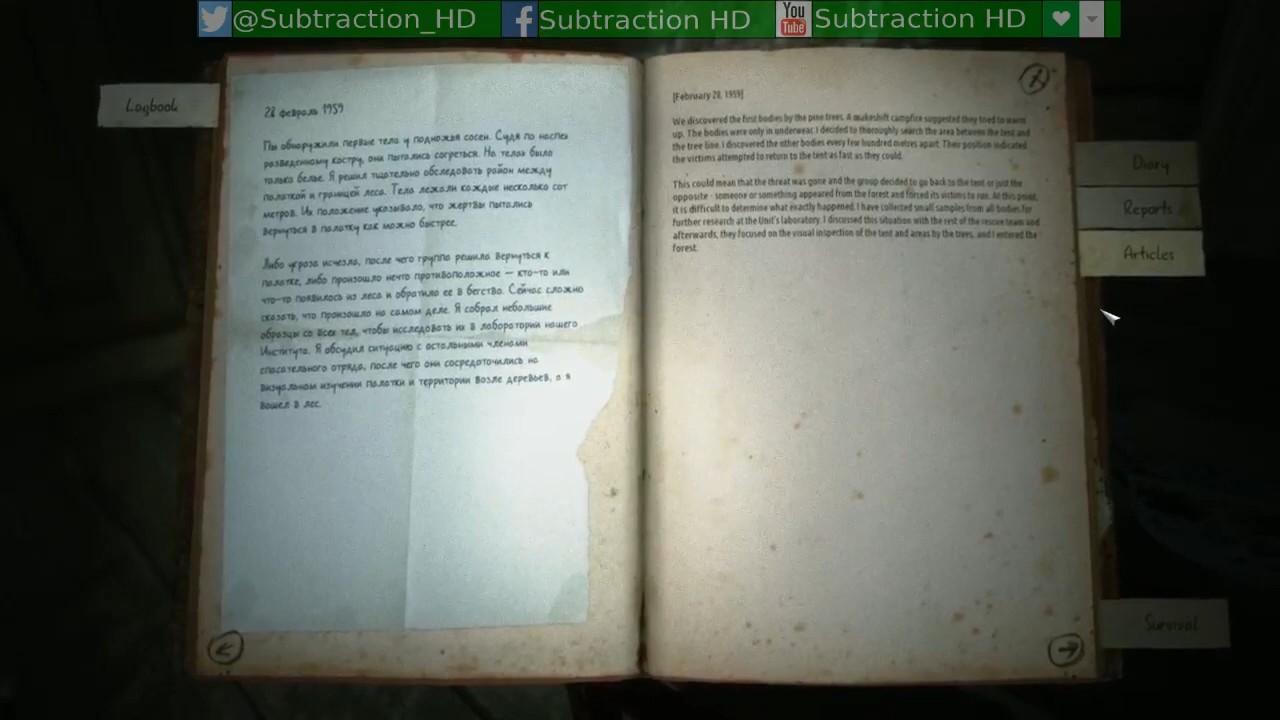 @Subtraction_HD
Subtraction HD
You
Tube
Subtraction HD
Logbook
28 февраль 1959
Мы обнаружили первые тела у подножья сосен. Судя по наспех
разведенному костру, они пытались согреться. На телах было
только белье. Я решил тщательно обследовать район между
палаткой и границей леса. Тела лежали каждые несколько сот
метров. Их положение указывало, что жертвы пытались
вернуться в палатку как можно быстрее.
Либо угроза исчезла, после чего группа решила вернуться к
палатке, либо произошло нечто противоположное — кто-то или
что-то появилось из леса и обратило ее в бегство. Сейчас сложно
сказать, что произошло на самом деле. Я собрал небольшие
образцы со всех тел, чтобы исследовать их в лаборатории нашего
Института. Я обсудил ситуацию с остальными членами
спасательного отряда, после чего они сосредоточились на
визуальном изучении палатки и территории возле деревьев, а я
вошел в лес.
[February 28, 1959]
We discovered the first bodies by the pine trees. A makeshift campfire suggested they tried to warm
up. The bodies were only in underwear. I decided to thoroughly search the area between the tent and
the tree line. I discovered the other bodies every few hundred metres apart. Their position indicated
the victims attempted to return to the tent as fast as they could.
This could mean that the threat was gone and the group decided to go back to the tent or just the
opposite - someone or something appeared from the forest and forced its victims to run. At this point,
it is difficult to determine what exactly happened. I have collected small samples from all bodies for
further research at the Unit's laboratory. I discussed this situation with the rest of the rescue team and
afterwards, they focused on the visual inspection of the tent and areas by the trees, and I entered the
forest.
Diary
Reports
Articles
Survival